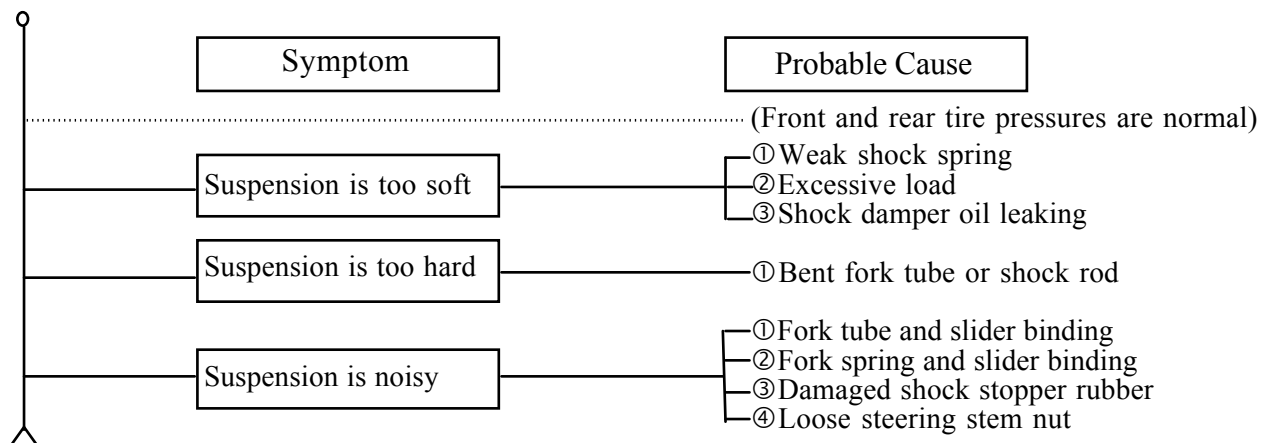 Symptom
Probable Cause
(Front and rear tire pressures are normal)
Suspension is too soft
①Weak shock spring
②Excessive load
③Shock damper oil leaking
Suspension is too hard
①Bent fork tube or shock rod
Suspension is noisy
①Fork tube and slider binding
②Fork spring and slider binding
③Damaged shock stopper rubber
④Loose steering stem nut